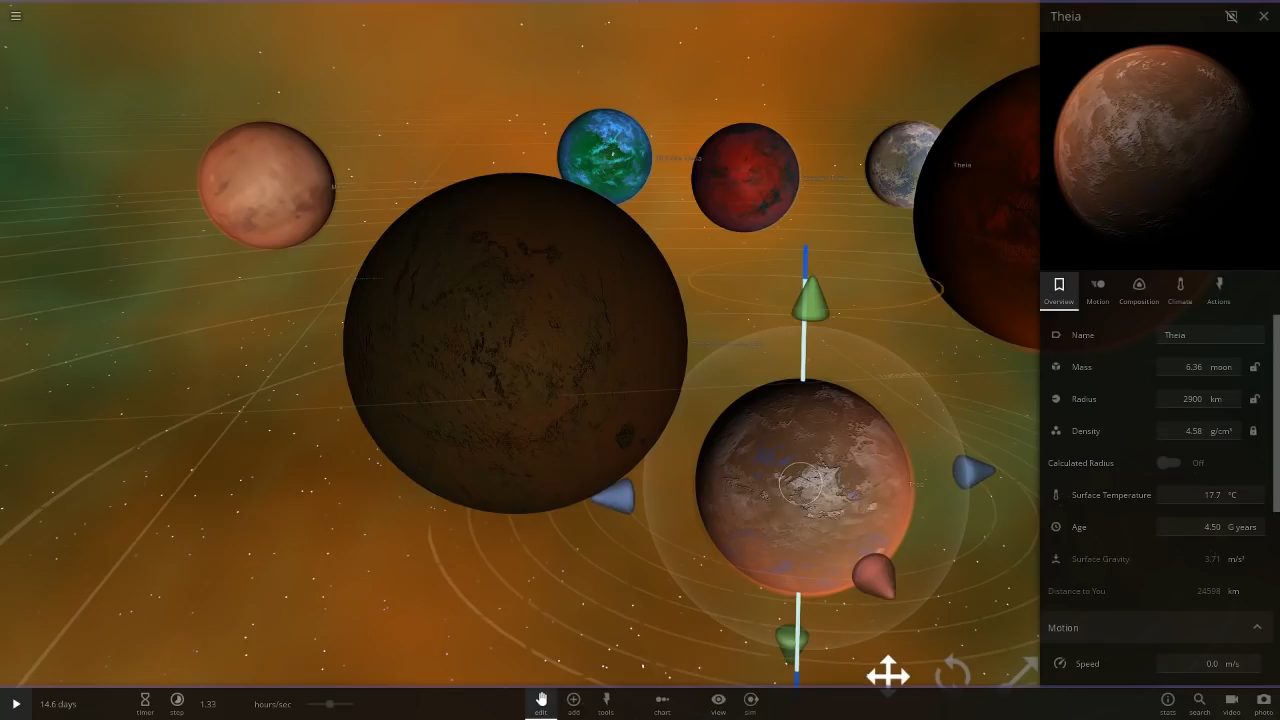 Theia
Theia
Overview
Motion
Composition
Climate
Actions
Name Theia
Mass 6.36 moon
Radius 2900 km
Density 4.58 g/cm³
Calculated Radius Off
Surface Temperature 17.7 °C
Age 4.50 G years
Surface Gravity 3.71 m/s²
Distance to You 24598 km
Motion
Speed 0.0 m/s
14.6 days
timer
step
1.33 hours/sec
edit
add
tools
chart
view
sim
stats
search
video
photo